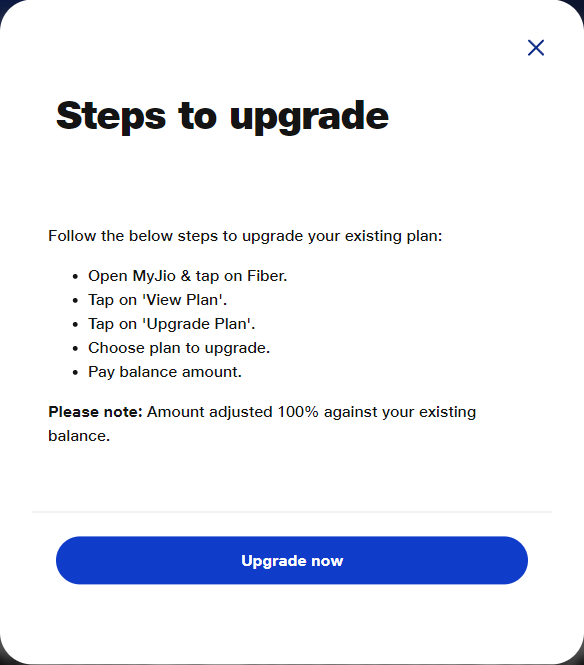 Steps to upgrade
Follow the below steps to upgrade your existing plan:
• Open MyJio & tap on Fiber.
• Tap on 'View Plan'.
• Tap on 'Upgrade Plan'.
• Choose plan to upgrade.
• Pay balance amount.
Please note: Amount adjusted 100% against your existing
balance.
Upgrade now